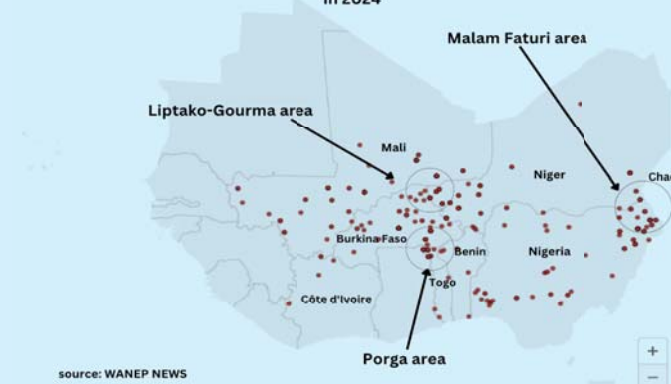 in 2024
Malam Faturi area
Liptako-Gourma area
Mali
Niger
Chad
Burkina Faso
Benin
Nigeria
Togo
Côte d'Ivoire
Porga area
source: WANEP NEWS
+
−